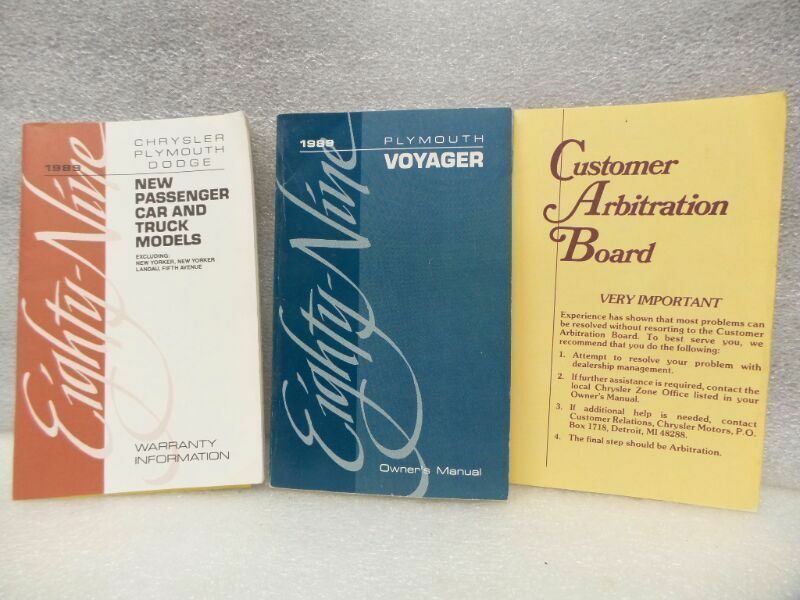 CHRYSLER
PLYMOUTH
DODGE
1989
NEW
PASSENGER
CAR AND
TRUCK
MODELS
EXCLUDING:
NEW YORKER, NEW YORKER
LANDAU, FIFTH AVENUE
Eighty-Nine
WARRANTY
INFORMATION
1989 PLYMOUTH
VOYAGER
Eighty-Nine
Owner's Manual
Customer
Arbitration
Board
VERY IMPORTANT
Experience has shown that most problems can
be resolved without resorting to the Customer
Arbitration Board. To best serve you, we
recommend that you do the following:
1. Attempt to resolve your problem with
dealership management.
2. If further assistance is required, contact the
local Chrysler Zone Office listed in your
Owner's Manual.
3. If additional help is needed, contact
Customer Relations, Chrysler Motors, P.O.
Box 1718, Detroit, MI 48288.
4. The final step should be Arbitration.